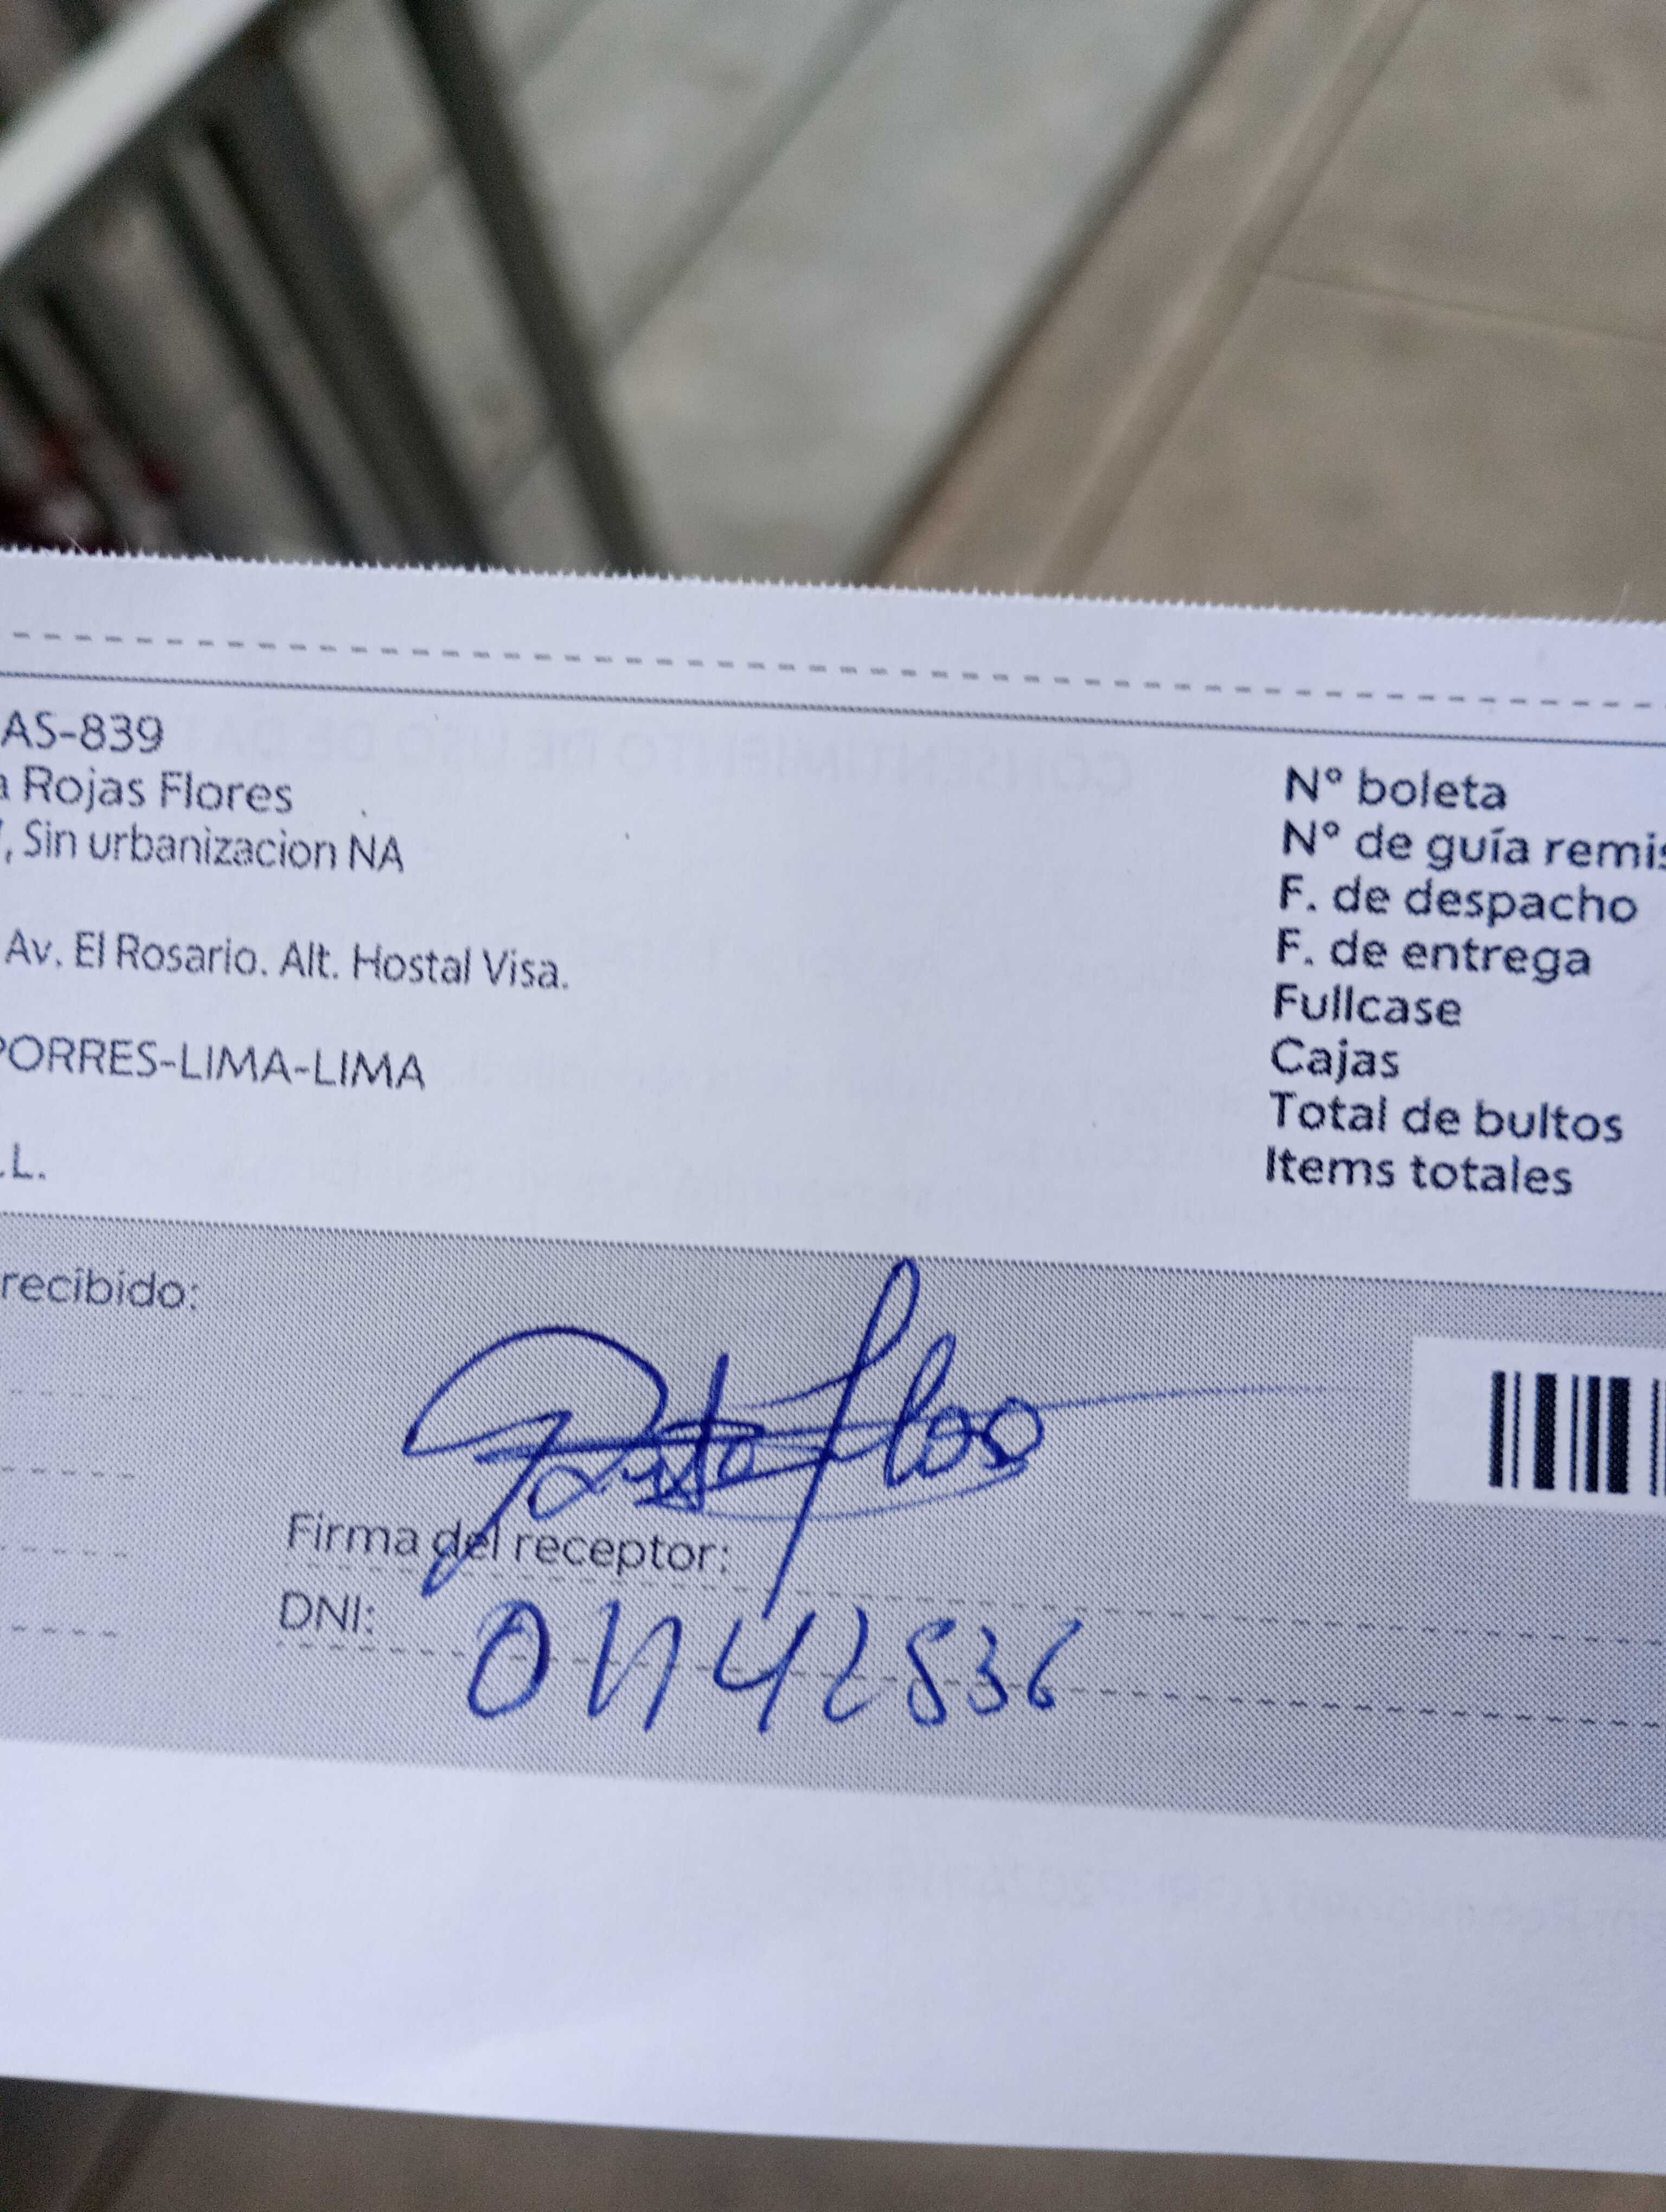 AS-839
a Rojas Flores
, Sin urbanizacion NA
Av. El Rosario. Alt. Hostal Visa.
PORRES-LIMA-LIMA
.L.
N° boleta
N° de guía remis
F. de despacho
F. de entrega
Fullcase
Cajas
Total de bultos
Items totales
recibido:
Firma del receptor:
DNI: